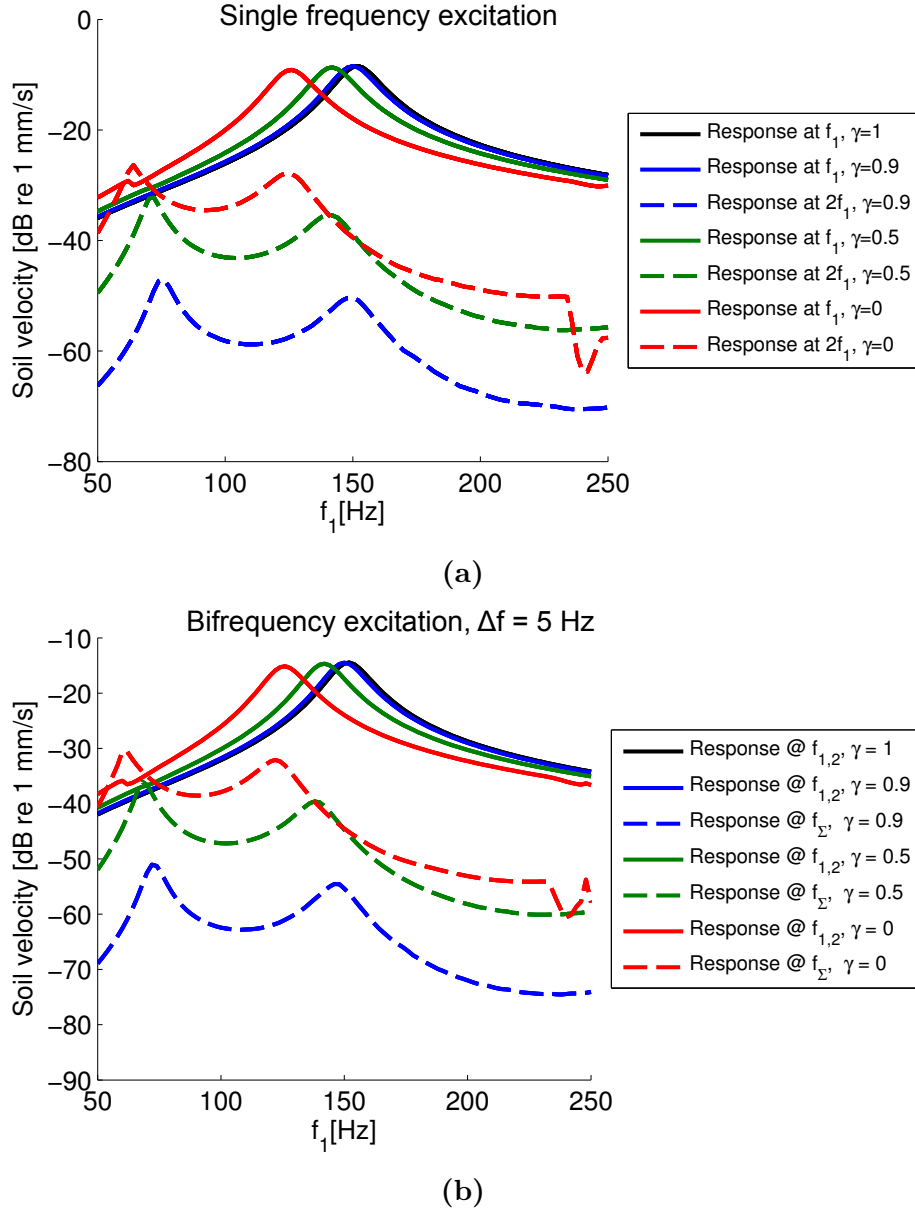 Single frequency excitation
0
−20
−40
−60
−80
Soil velocity [dB re 1 mm/s]
50 100 150 200 250
f₁[Hz]
Response at f₁, γ=1
Response at f₁, γ=0.9
Response at 2f₁, γ=0.9
Response at f₁, γ=0.5
Response at 2f₁, γ=0.5
Response at f₁, γ=0
Response at 2f₁, γ=0
(a)
Bifrequency excitation, Δf = 5 Hz
−10
−20
−30
−40
−50
−60
−70
−80
−90
Soil velocity [dB re 1 mm/s]
50 100 150 200 250
f₁[Hz]
Response @ f₁,₂, γ = 1
Response @ f₁,₂, γ = 0.9
Response @ f_Σ, γ = 0.9
Response @ f₁,₂, γ = 0.5
Response @ f_Σ, γ = 0.5
Response @ f₁,₂, γ = 0
Response @ f_Σ, γ = 0
(b)